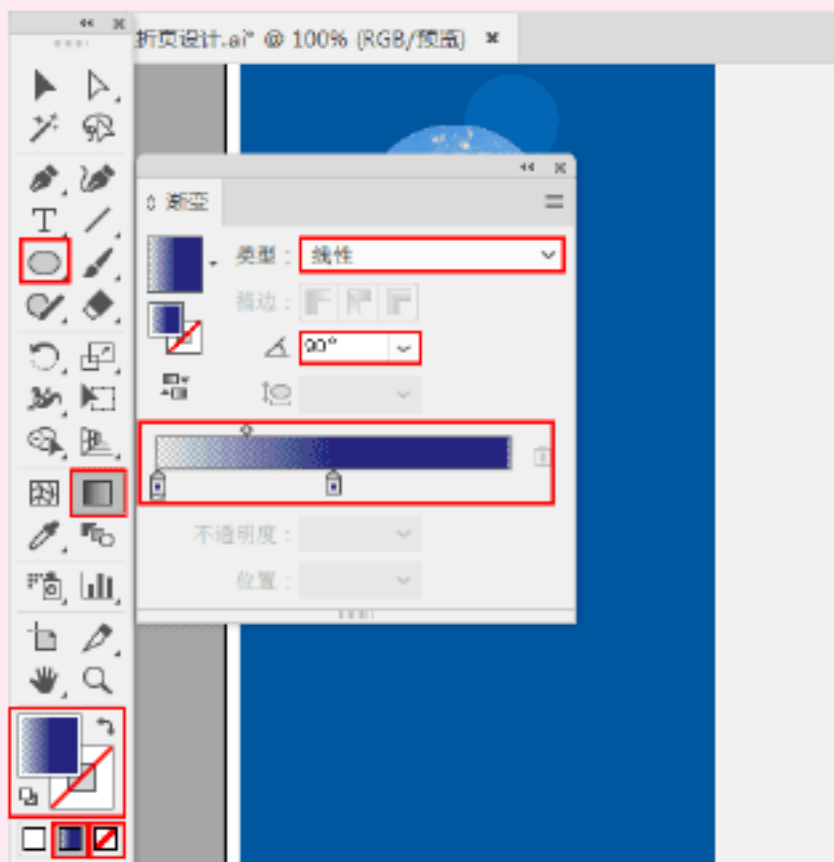 折页设计.ai* @ 100% (RGB/预览)
渐变
类型：
线性
描边：
90°
不透明度：
位置：